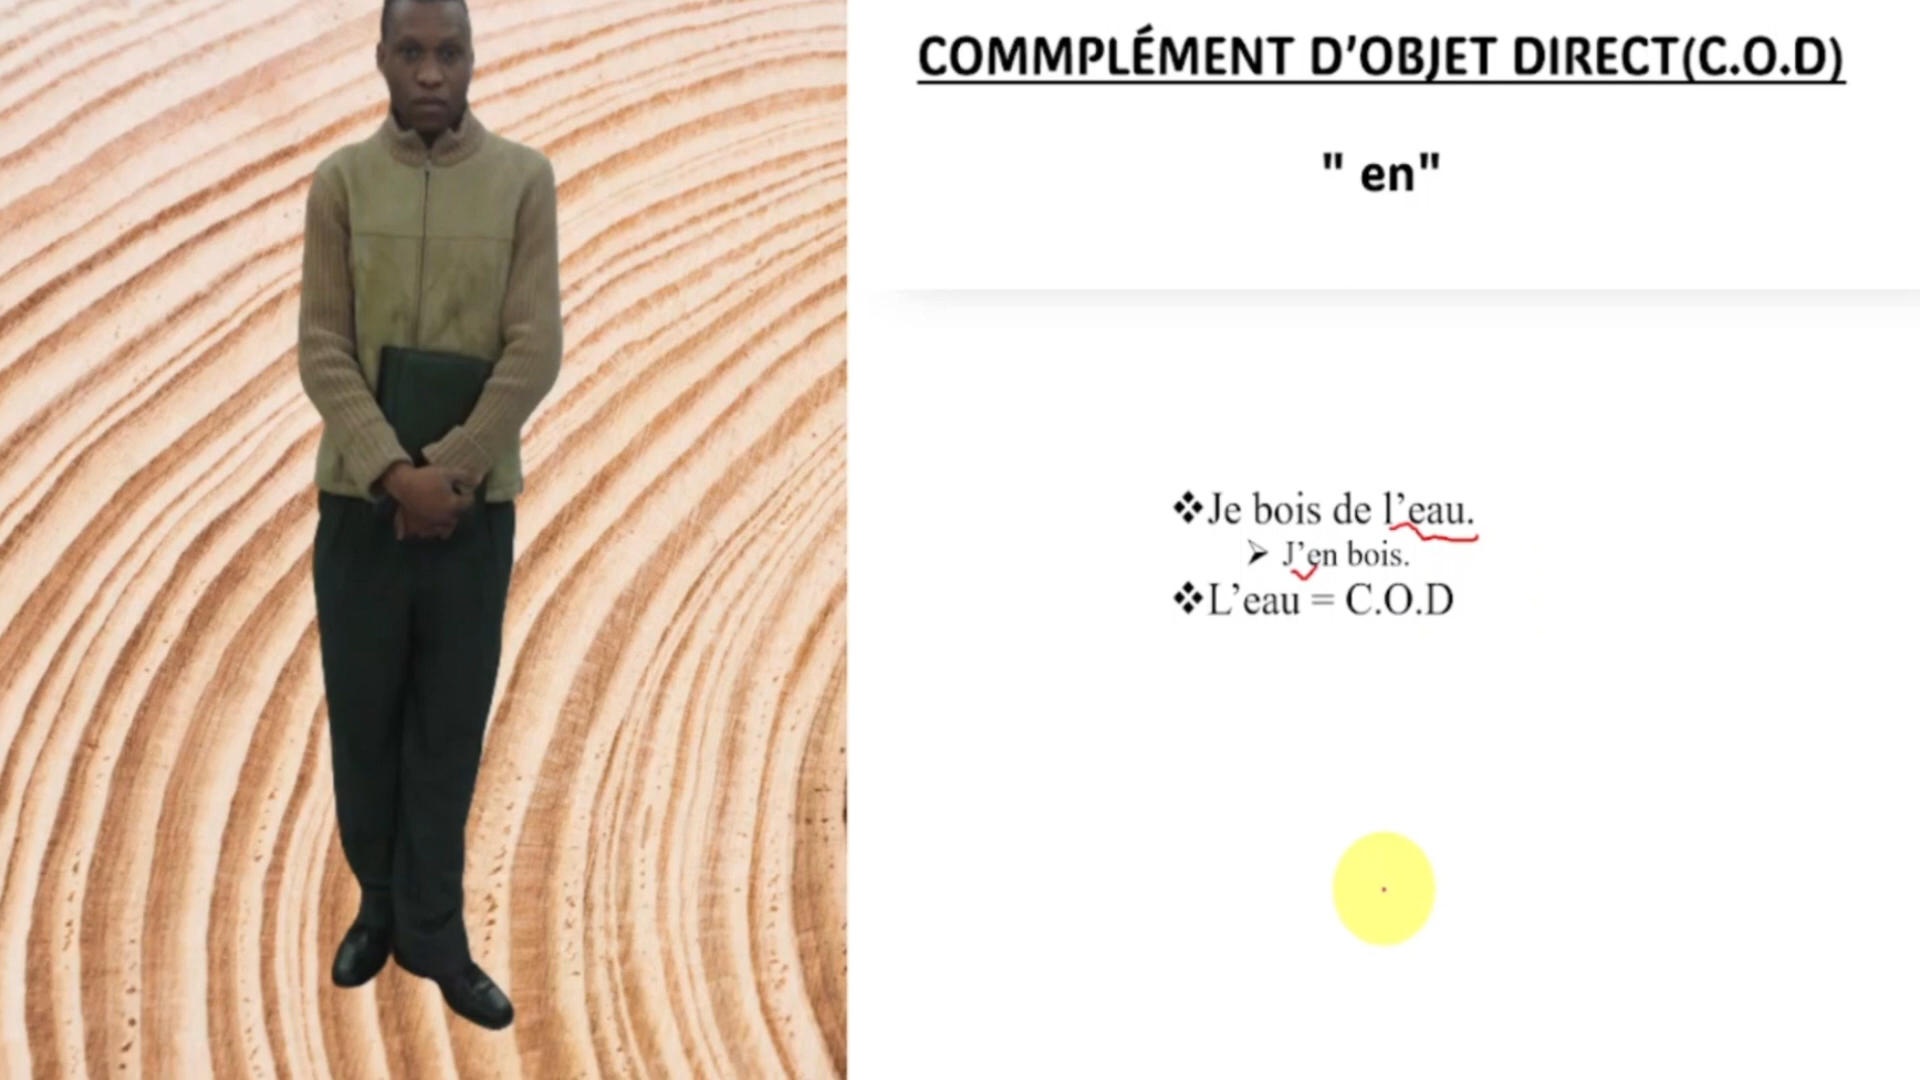 COMMPLÉMENT D’OBJET DIRECT(C.O.D)
" en"
❖Je bois de l’eau.
➢ J’en bois.
❖L’eau = C.O.D